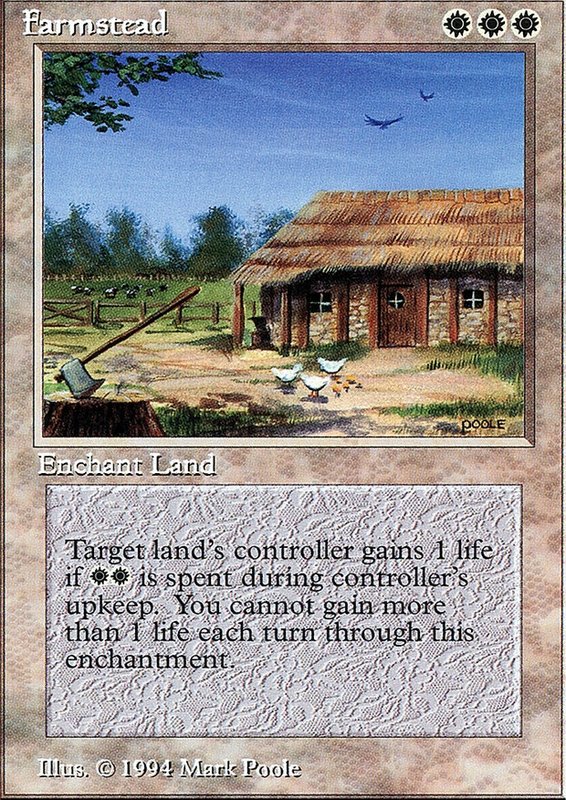 Farmstead
POOLE
Enchant Land
Target land's controller gains 1 life
if is spent during controller's
upkeep. You cannot gain more
than 1 life each turn through this
enchantment.
Illus. © 1994 Mark Poole